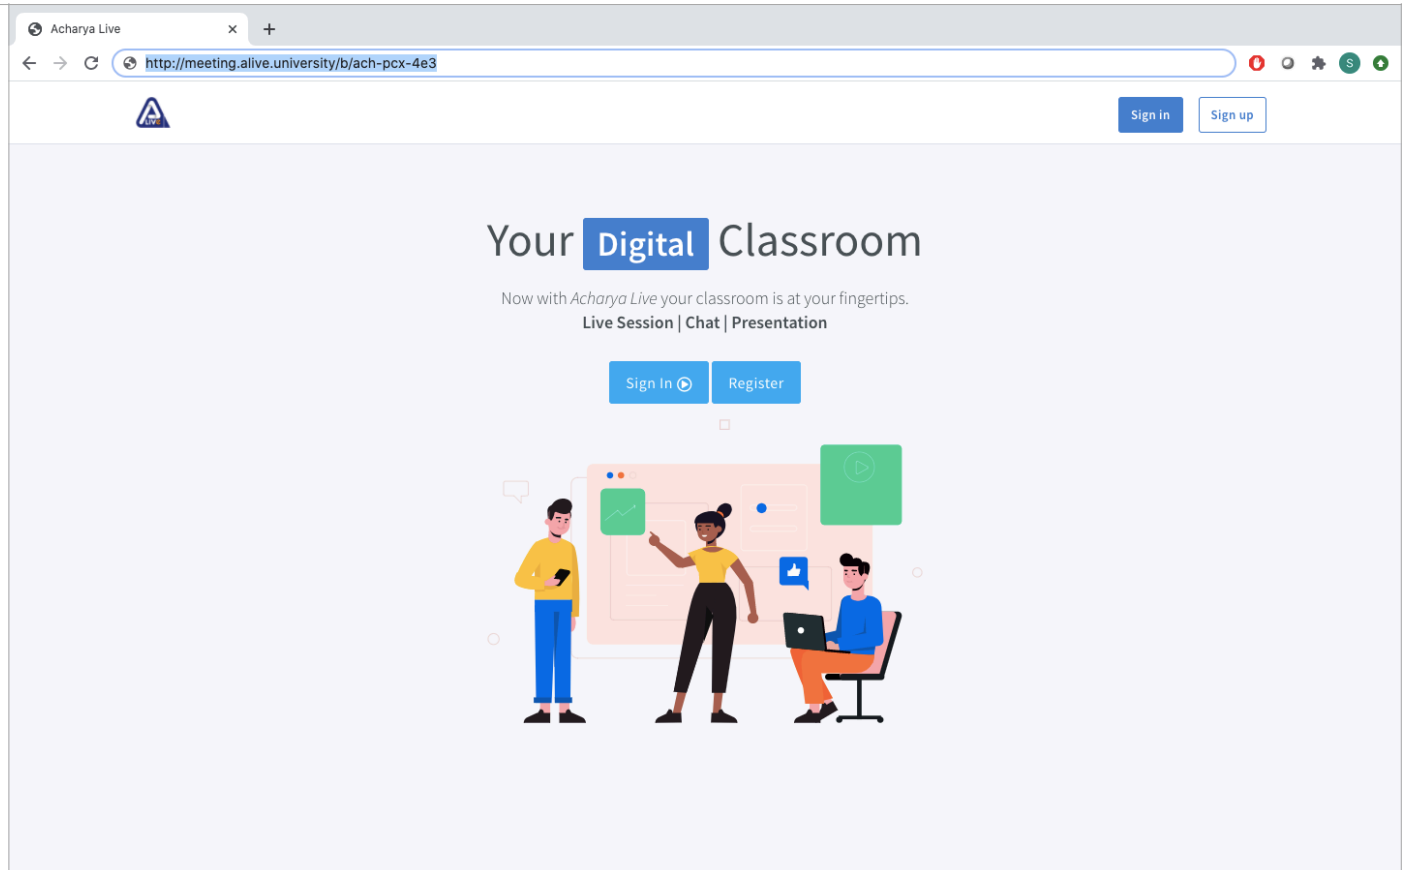 Acharya Live
http://meeting.alive.university/b/ach-pcx-4e3
S
LIVE
Sign in Sign up
Your Digital Classroom
Now with Acharya Live your classroom is at your fingertips.
Live Session | Chat | Presentation
Sign In Register